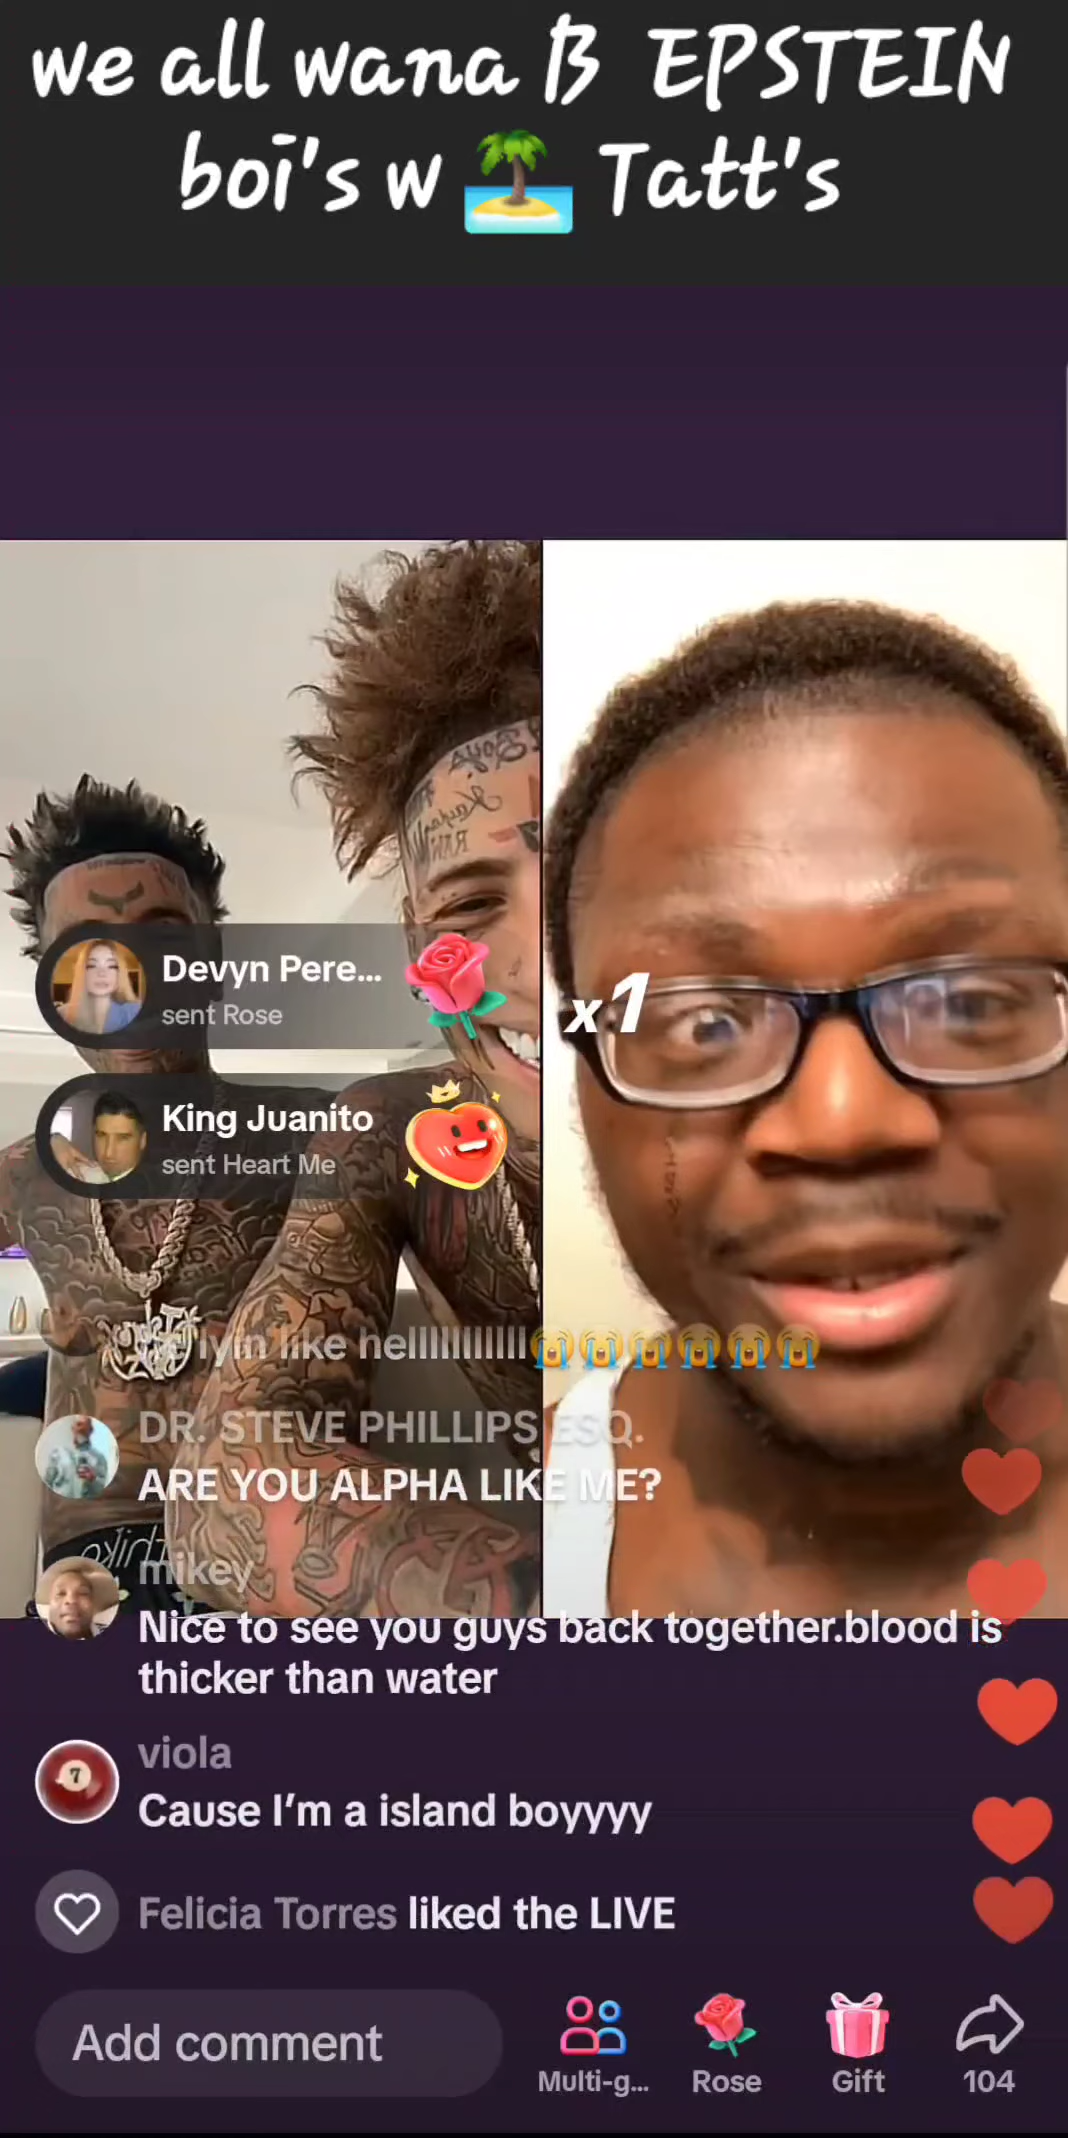 we all wana B EPSTEIN
boi's w 🏝️ Tatt's
Devyn Pere...
sent Rose
x1
King Juanito
sent Heart Me
lyin like hellllllllllll😭😭😭😭😭😭
DR. STEVE PHILLIPS ESQ.
ARE YOU ALPHA LIKE ME?
mikey
Nice to see you guys back together.blood is
thicker than water
7
viola
Cause I'm a island boyyyy
Felicia Torres liked the LIVE
Add comment
Multi-g...
Rose
Gift
104